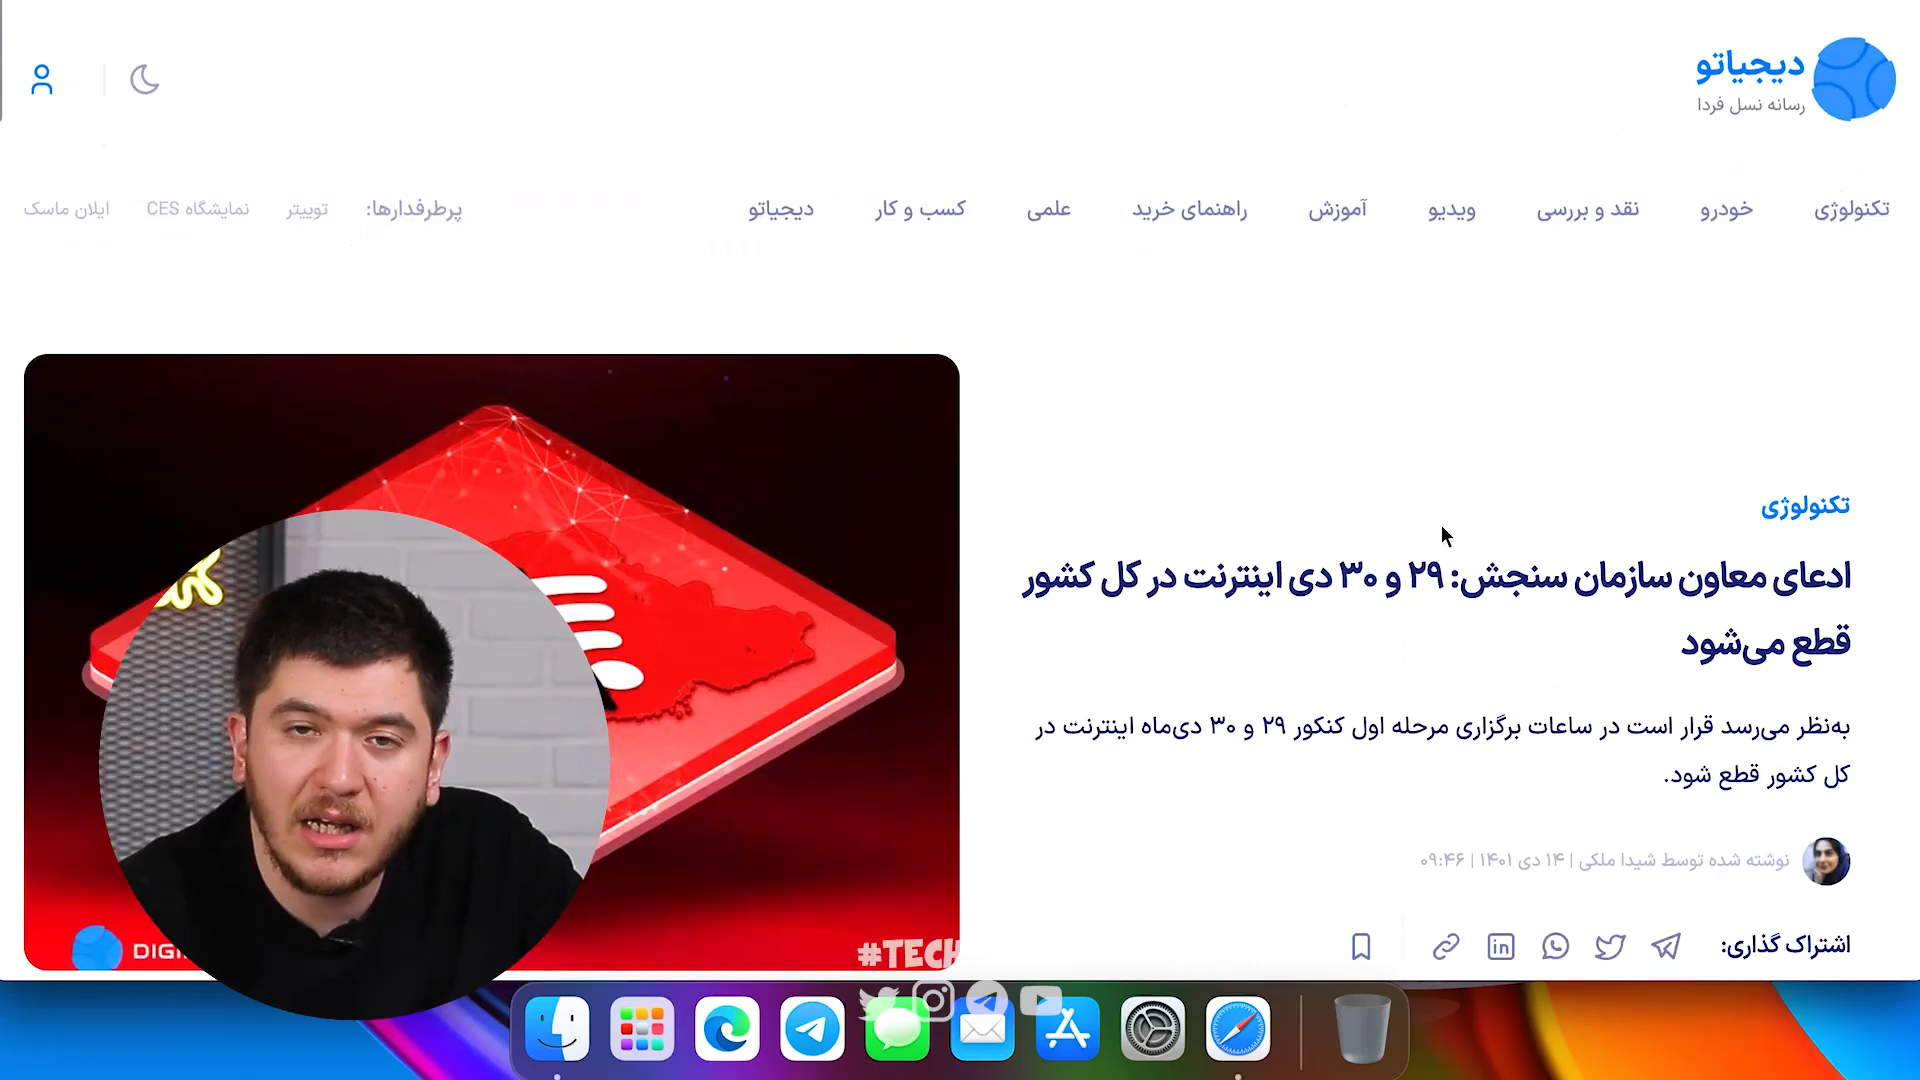 دیجیاتو
رسانه نسل فردا
تکنولوژی
خودرو
نقد و بررسی
ویدیو
آموزش
راهنمای خرید
علمی
کسب و کار
دیجیاتو
پرطرفدارها:
توییتر
نمایشگاه CES
ایلان ماسک
تکنولوژی
ادعای معاون سازمان سنجش: ۲۹ و ۳۰ دی اینترنت در کل کشور
قطع می‌شود
به‌نظر می‌رسد قرار است در ساعات برگزاری مرحله اول کنکور ۲۹ و ۳۰ دی‌ماه اینترنت در
کل کشور قطع شود.
نوشته شده توسط شیدا ملکی | ۱۴ دی ۱۴۰۱ | ۰۹:۴۶
اشتراک گذاری:
#TECH